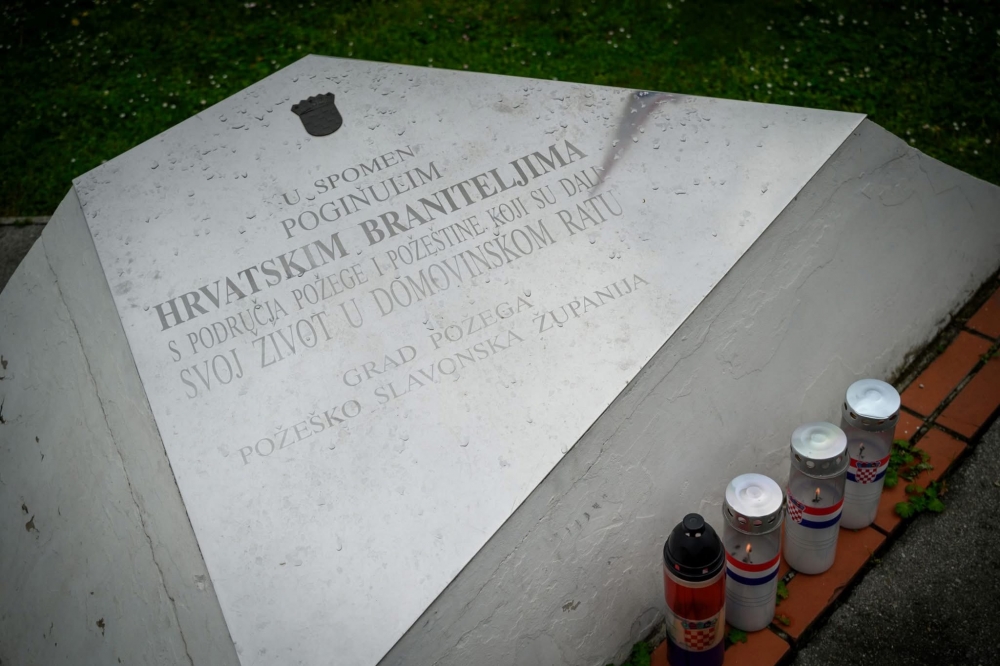 U SPOMEN
POGINULIM
HRVATSKIM BRANITELJIMA
S PODRUČJA POŽEGE I POŽEŠTINE KOJI SU DALI
SVOJ ŽIVOT U DOMOVINSKOM RATU
GRAD POŽEGA
POŽEŠKO SLAVONSKA ŽUPANIJA